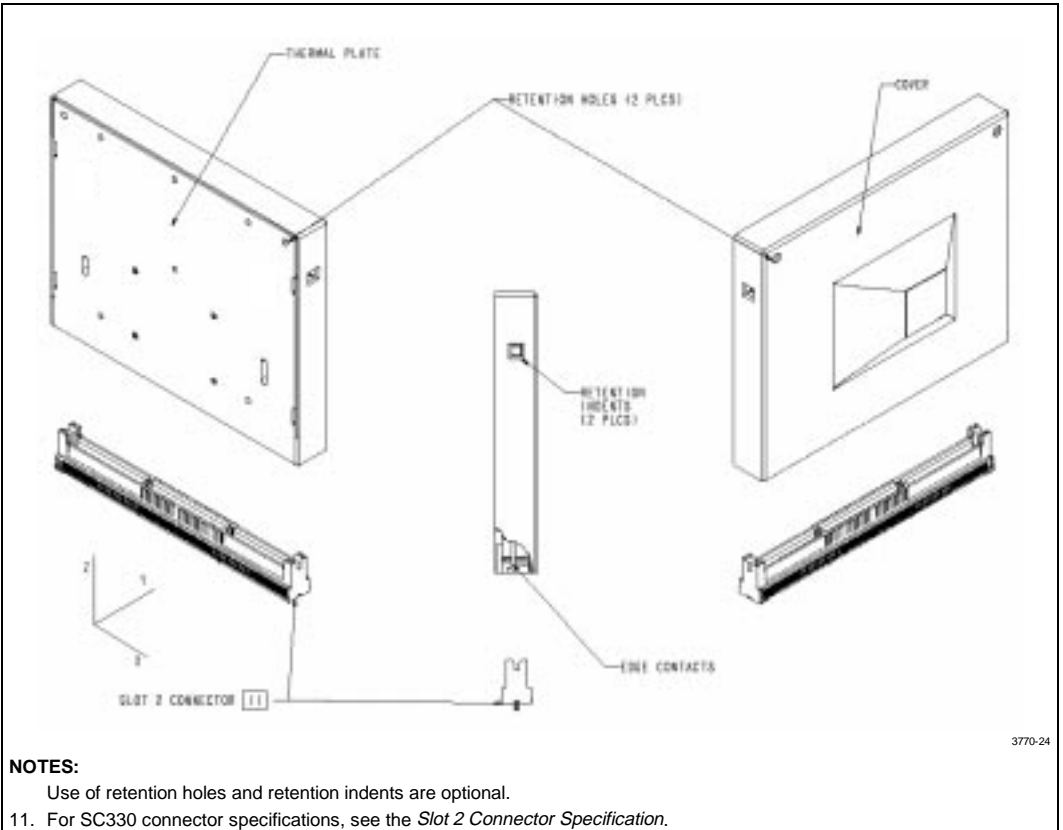 THERMAL PLATE
RETENTION HOLES (2 PLCS)
COVER
RETENTION
INDENTS
(2 PLCS)
Z
Y
X
EDGE CONTACTS
SLOT 2 CONNECTOR 11
3770-24
NOTES:
Use of retention holes and retention indents are optional.
11. For SC330 connector specifications, see the Slot 2 Connector Specification.